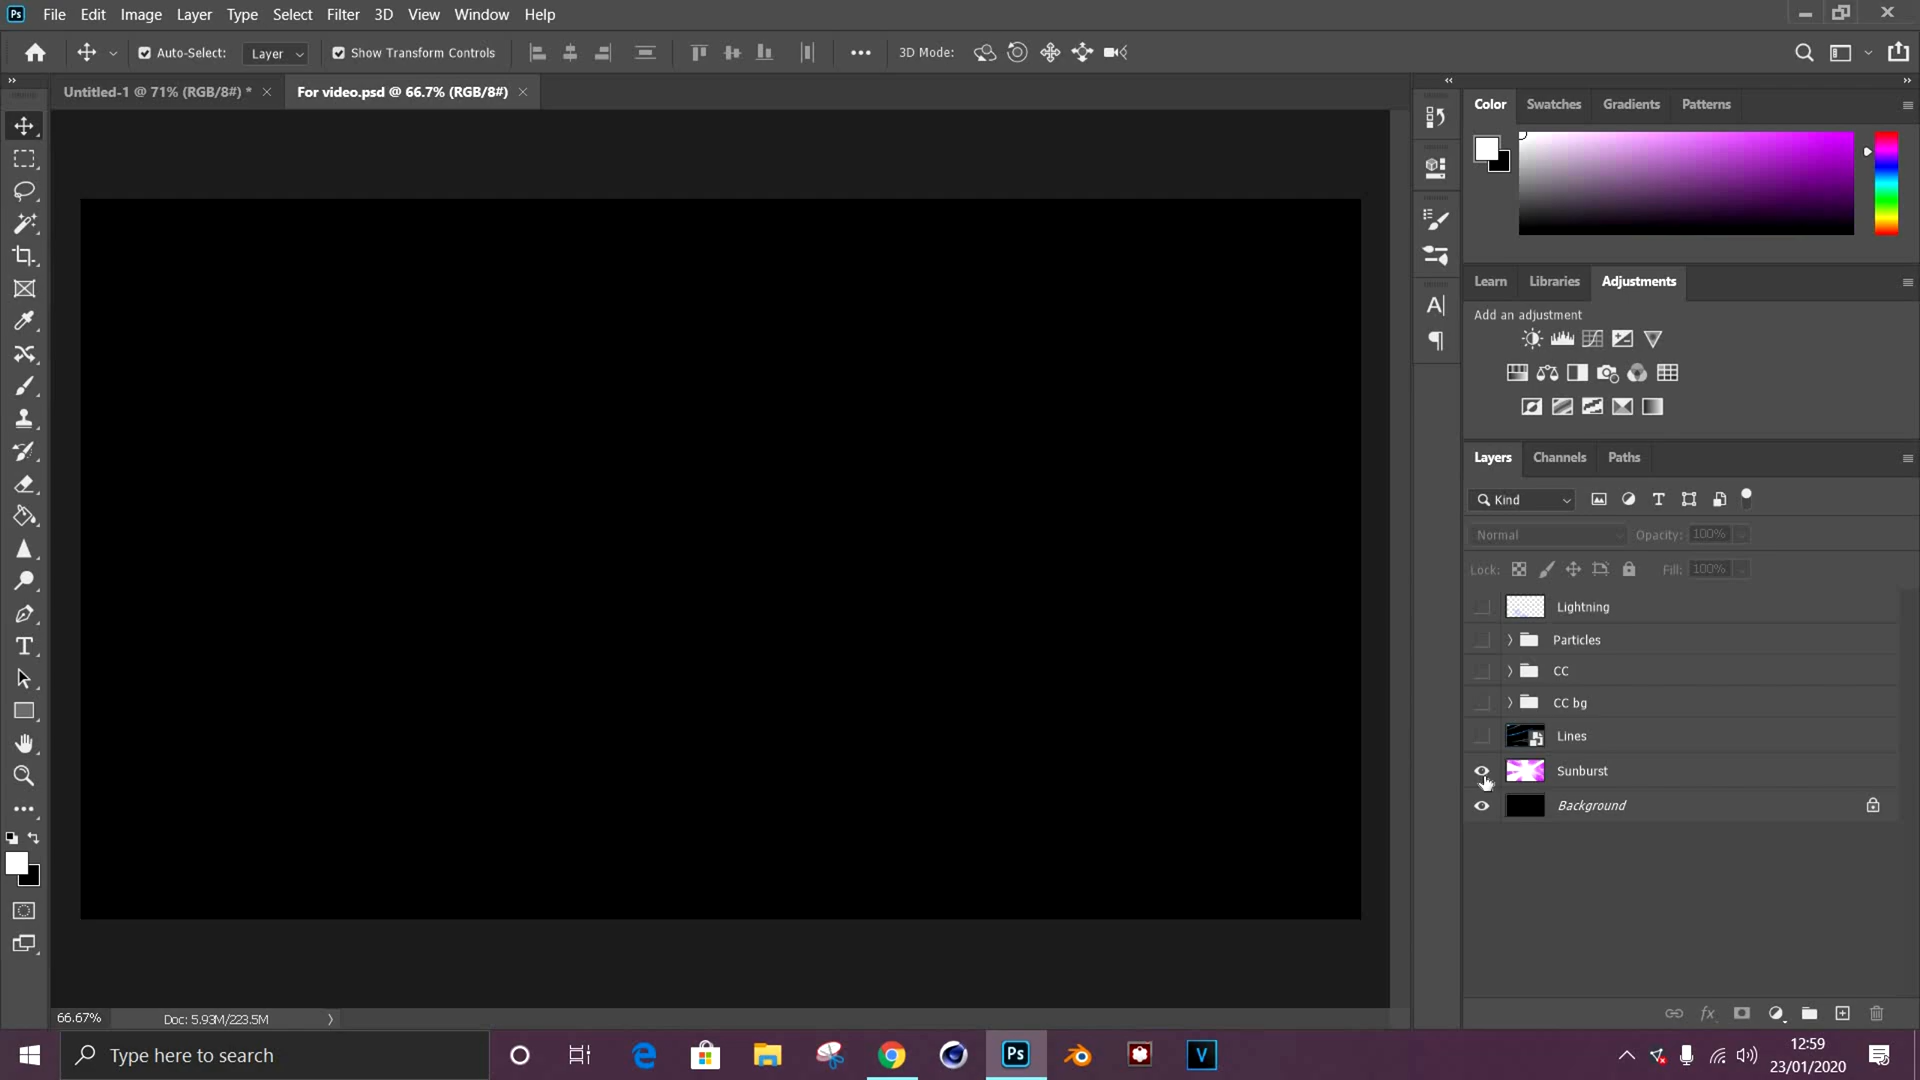 Ps File Edit Image Layer Type Select Filter 3D View Window Help
Auto-Select: Layer Show Transform Controls 3D Mode:
Untitled-1 @ 71% (RGB/8#) * For video.psd @ 66.7% (RGB/8#)
Color Swatches Gradients Patterns
Learn Libraries Adjustments
Add an adjustment
Layers Channels Paths
Kind
Normal Opacity: 100%
Lock: Fill: 100%
Lightning
Particles
CC
CC bg
Lines
Sunburst
Background
66.67% Doc: 5.93M/223.5M
Type here to search Ps V 12:59
23/01/2020